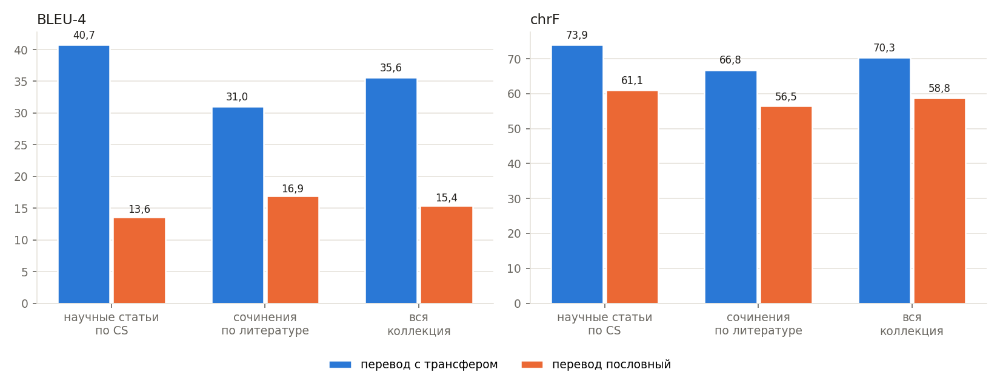 BLEU-4
40,7
13,6
31,0
16,9
35,6
15,4
40
35
30
25
20
15
10
5
0
научные статьи
по CS
сочинения
по литературе
вся
коллекция
chrF
73,9
61,1
66,8
56,5
70,3
58,8
70
60
50
40
30
20
10
0
научные статьи
по CS
сочинения
по литературе
вся
коллекция
перевод с трансфером
перевод пословный